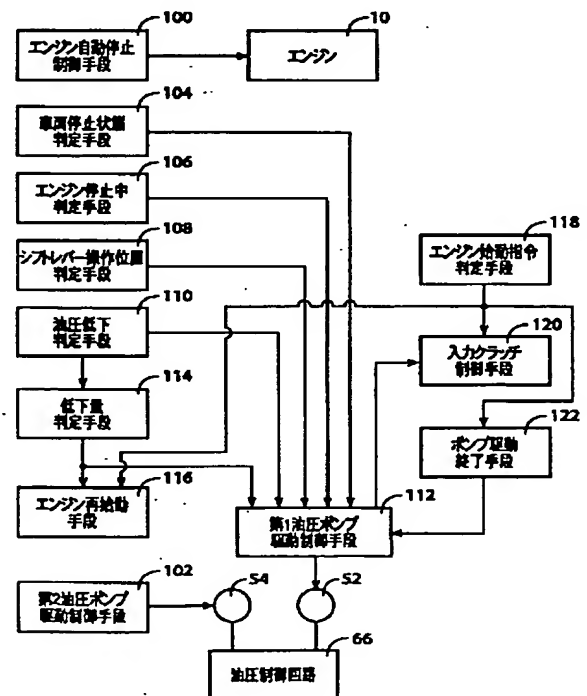 100
エンジン自動停止
制御手段
10
エンジン
104
車両停止状態
判定手段
106
エンジン停止中
判定手段
108
シフトレバー操作位置
判定手段
110
油圧低下
判定手段
118
エンジン始動指令
判定手段
120
入力クラッチ
制御手段
114
低下量
判定手段
122
ポンプ駆動
終了手段
116
エンジン再始動
手段
112
第1油圧ポンプ
駆動制御手段
102
第2油圧ポンプ
駆動制御手段
54
52
66
油圧制御回路